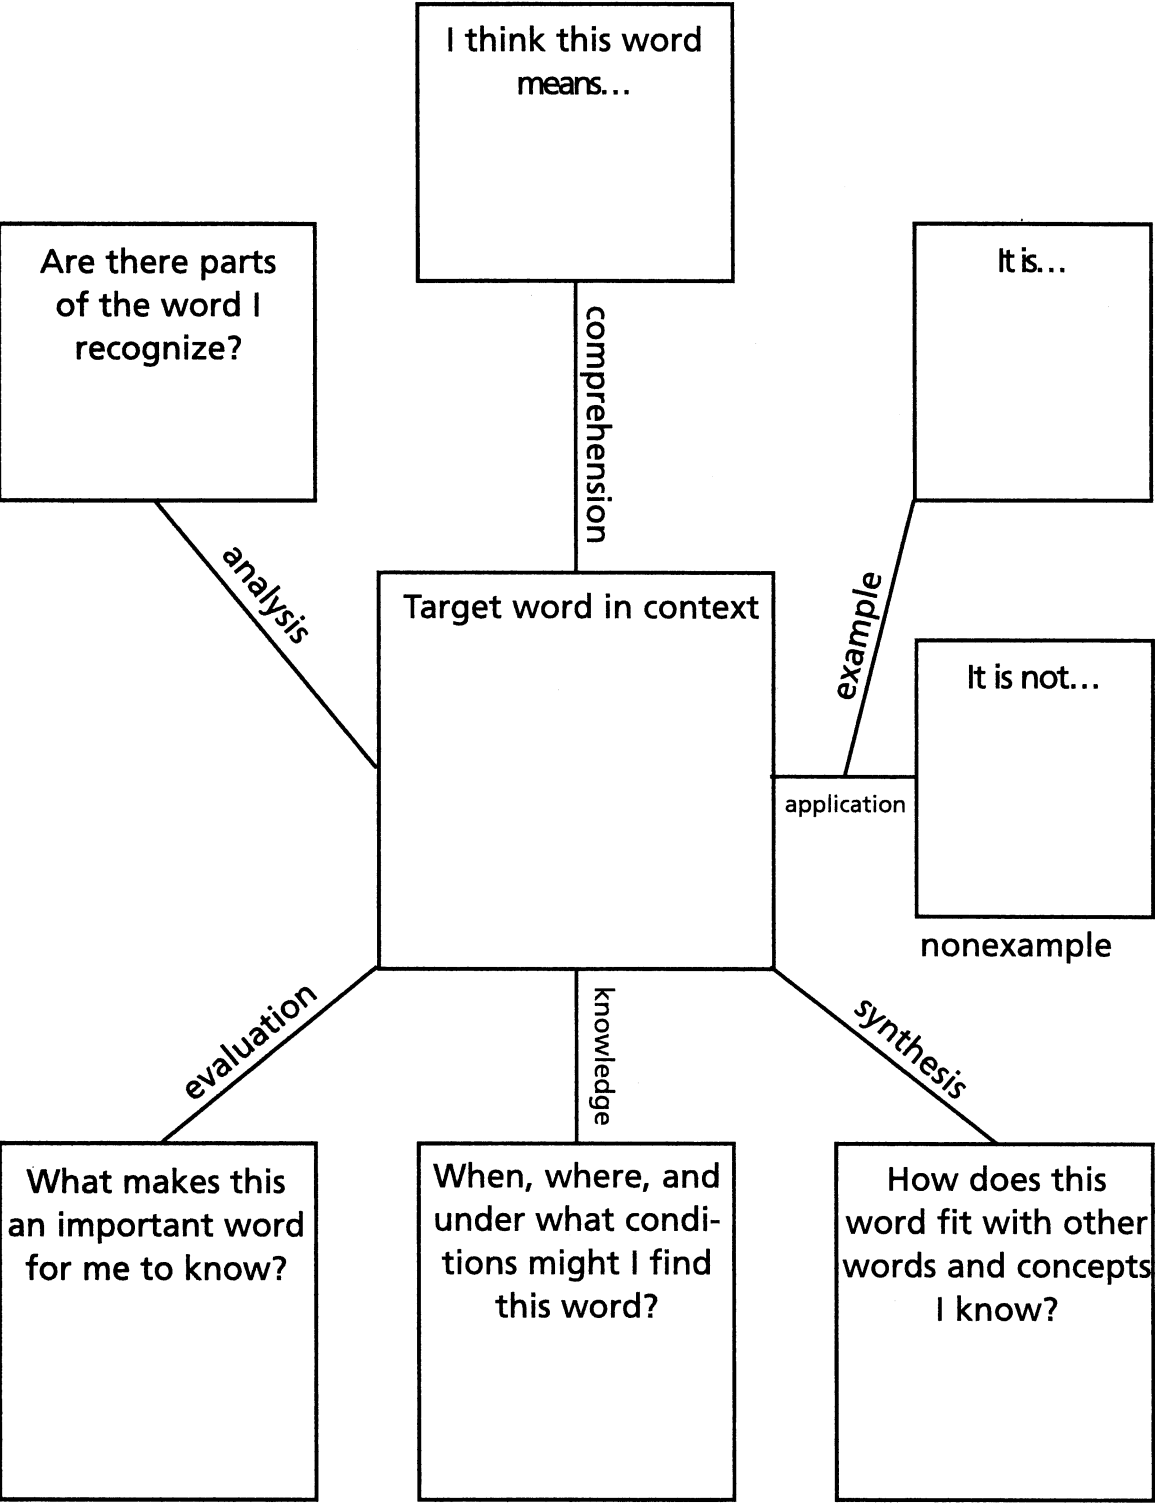 I think this word
means...
Are there parts
of the word I
recognize?
It is...
comprehension
analysis
example
Target word in context
It is not...
application
nonexample
evaluation
knowledge
synthesis
What makes this
an important word
for me to know?
When, where, and
under what condi-
tions might I find
this word?
How does this
word fit with other
words and concepts
I know?